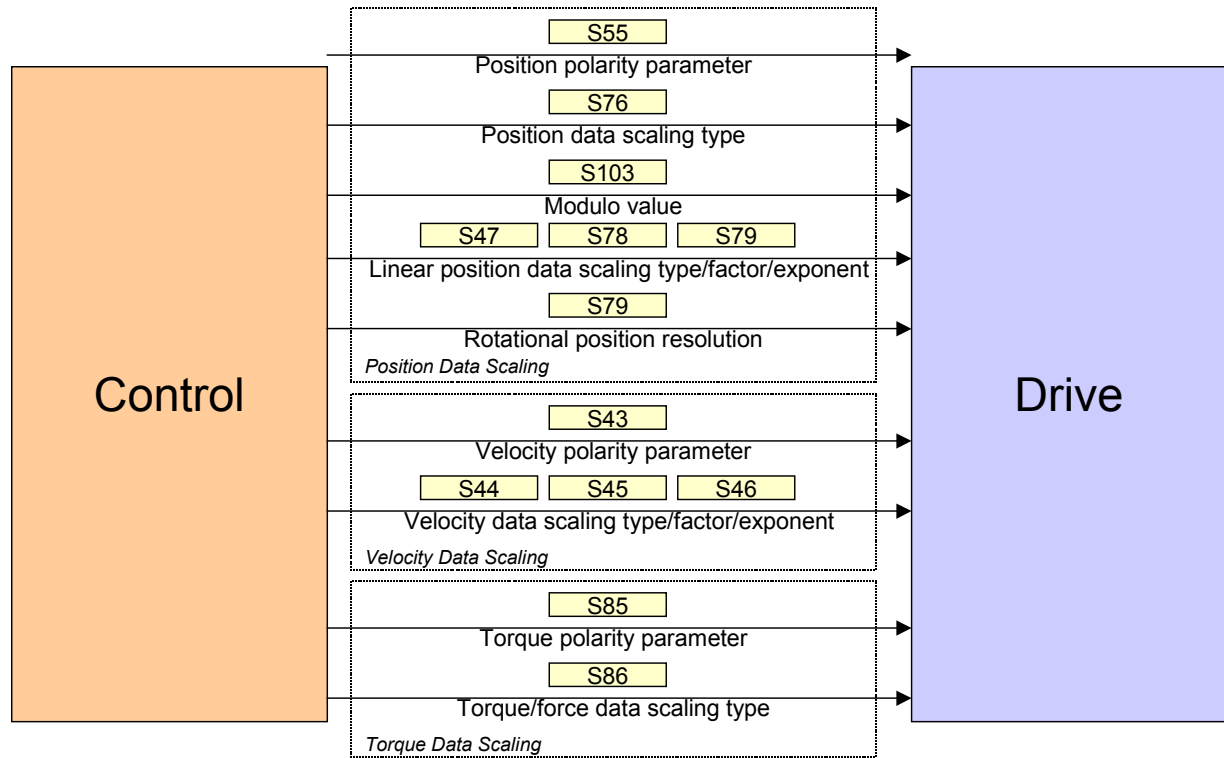 S55
Position polarity parameter
S76
Position data scaling type
S103
Modulo value
S47 S78 S79
Linear position data scaling type/factor/exponent
S79
Rotational position resolution
Position Data Scaling
Control
Drive
S43
Velocity polarity parameter
S44 S45 S46
Velocity data scaling type/factor/exponent
Velocity Data Scaling
S85
Torque polarity parameter
S86
Torque/force data scaling type
Torque Data Scaling